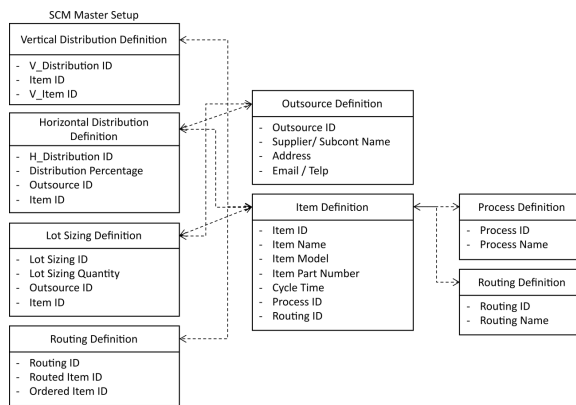 SCM Master Setup
Vertical Distribution Definition
- V_Distribution ID
- Item ID
- V_Item ID
Horizontal Distribution
Definition
- H_Distribution ID
- Distribution Percentage
- Outsource ID
- Item ID
Lot Sizing Definition
- Lot Sizing ID
- Lot Sizing Quantity
- Outsource ID
- Item ID
Routing Definition
- Routing ID
- Routed Item ID
- Ordered Item ID
Outsource Definition
- Outsource ID
- Supplier/ Subcont Name
- Address
- Email / Telp
Item Definition
- Item ID
- Item Name
- Item Model
- Item Part Number
- Cycle Time
- Process ID
- Routing ID
Process Definition
- Process ID
- Process Name
Routing Definition
- Routing ID
- Routing Name